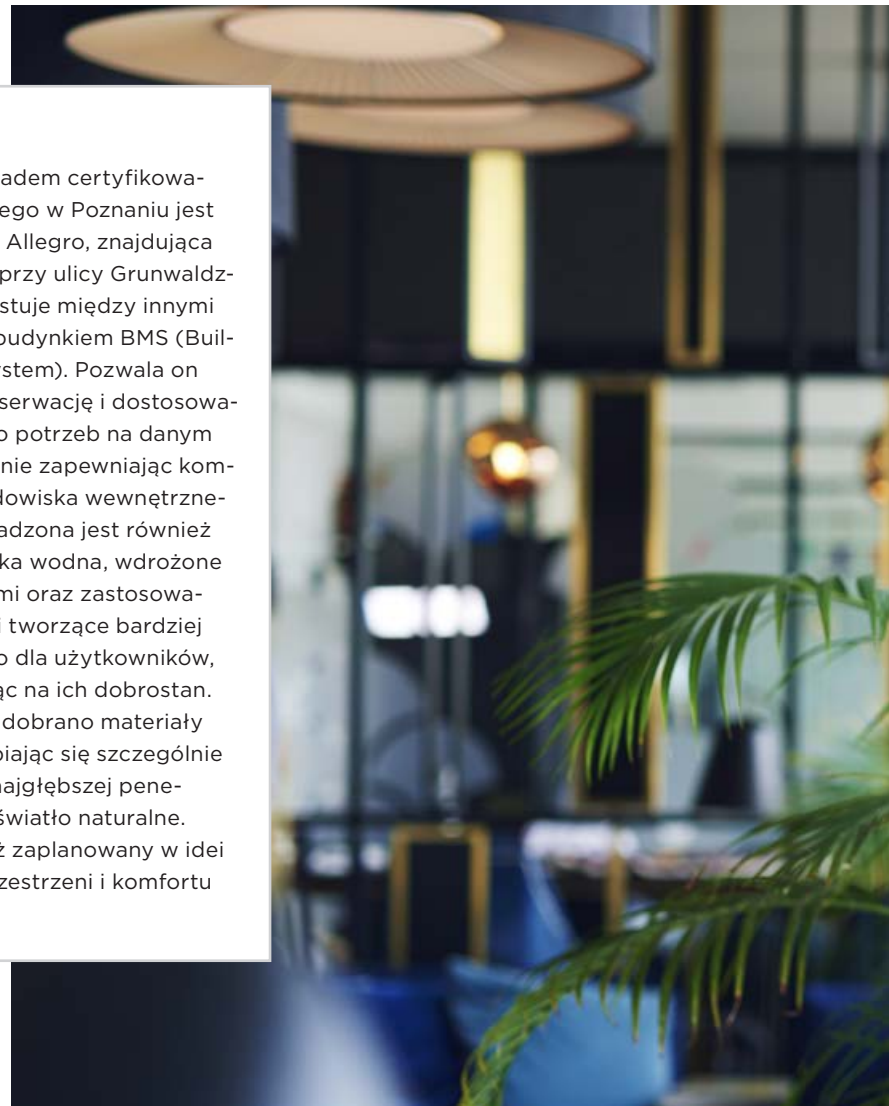 adem certyfikowa-
ego w Poznaniu jest
Allegro, znajdująca
przy ulicy Grunwaldz-
stuje między innymi
budynkiem BMS (Buil-
stem). Pozwala on
serwację i dostosowa-
o potrzeb na danym
nie zapewniając kom-
dowiska wewnętrzne-
adzona jest również
ka wodna, wdrożone
mi oraz zastosowa-
i tworzące bardziej
o dla użytkowników,
ąc na ich dobrostan.
dobrano materiały
piając się szczególnie
najgłębszej pene-
światło naturalne.
ż zaplanowany w idei
zestrzeni i komfortu